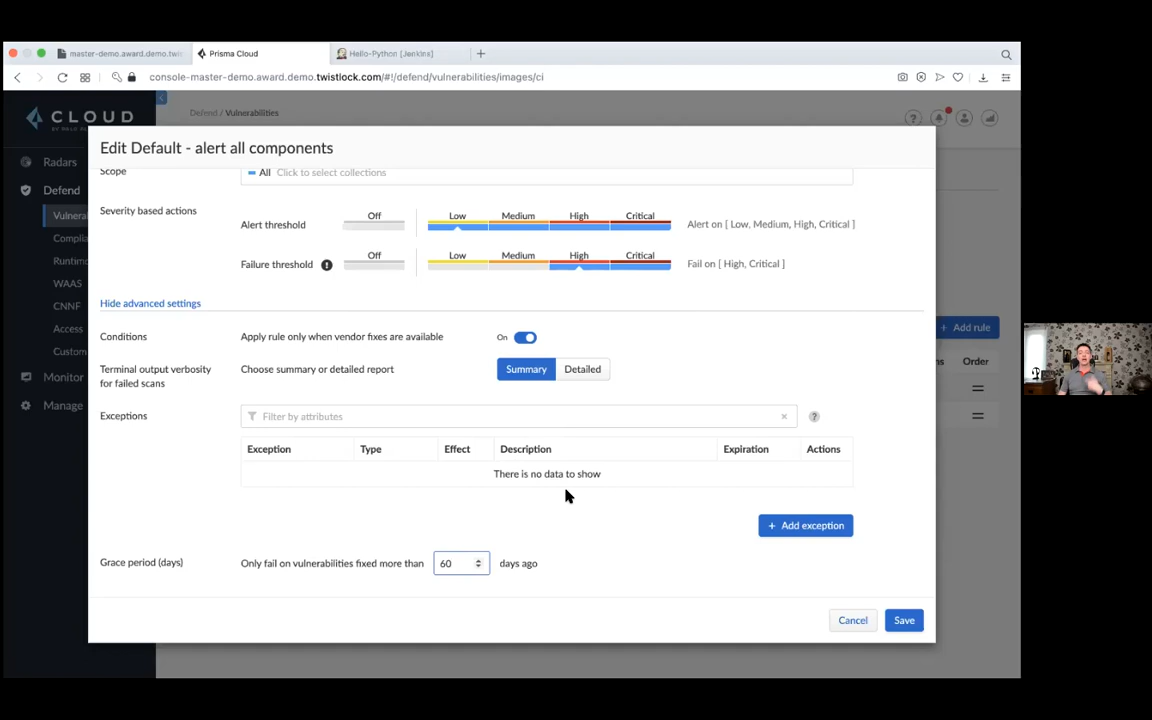 master-demo.award.demo.twis
Prisma Cloud
Hello-Python [Jenkins]
console-master-demo.award.demo.twistlock.com/#!/defend/vulnerabilities/images/ci
CLOUD
Defend / Vulnerabilities
Radars
Defend
Vulnera
Complia
Runtim
WAAS
CNNF
Access
Custom
Monitor
Manage
+ Add rule
ns
Order
Edit Default - alert all components
Scope
All Click to select collections
Severity based actions
Alert threshold
Off
Low
Medium
High
Critical
Alert on [ Low, Medium, High, Critical ]
Failure threshold
Off
Low
Medium
High
Critical
Fail on [ High, Critical ]
Hide advanced settings
Conditions
Apply rule only when vendor fixes are available
On
Terminal output verbosity
for failed scans
Choose summary or detailed report
Summary
Detailed
Exceptions
Filter by attributes
Exception
Type
Effect
Description
Expiration
Actions
There is no data to show
+ Add exception
Grace period (days)
Only fail on vulnerabilities fixed more than 60 days ago
Cancel
Save